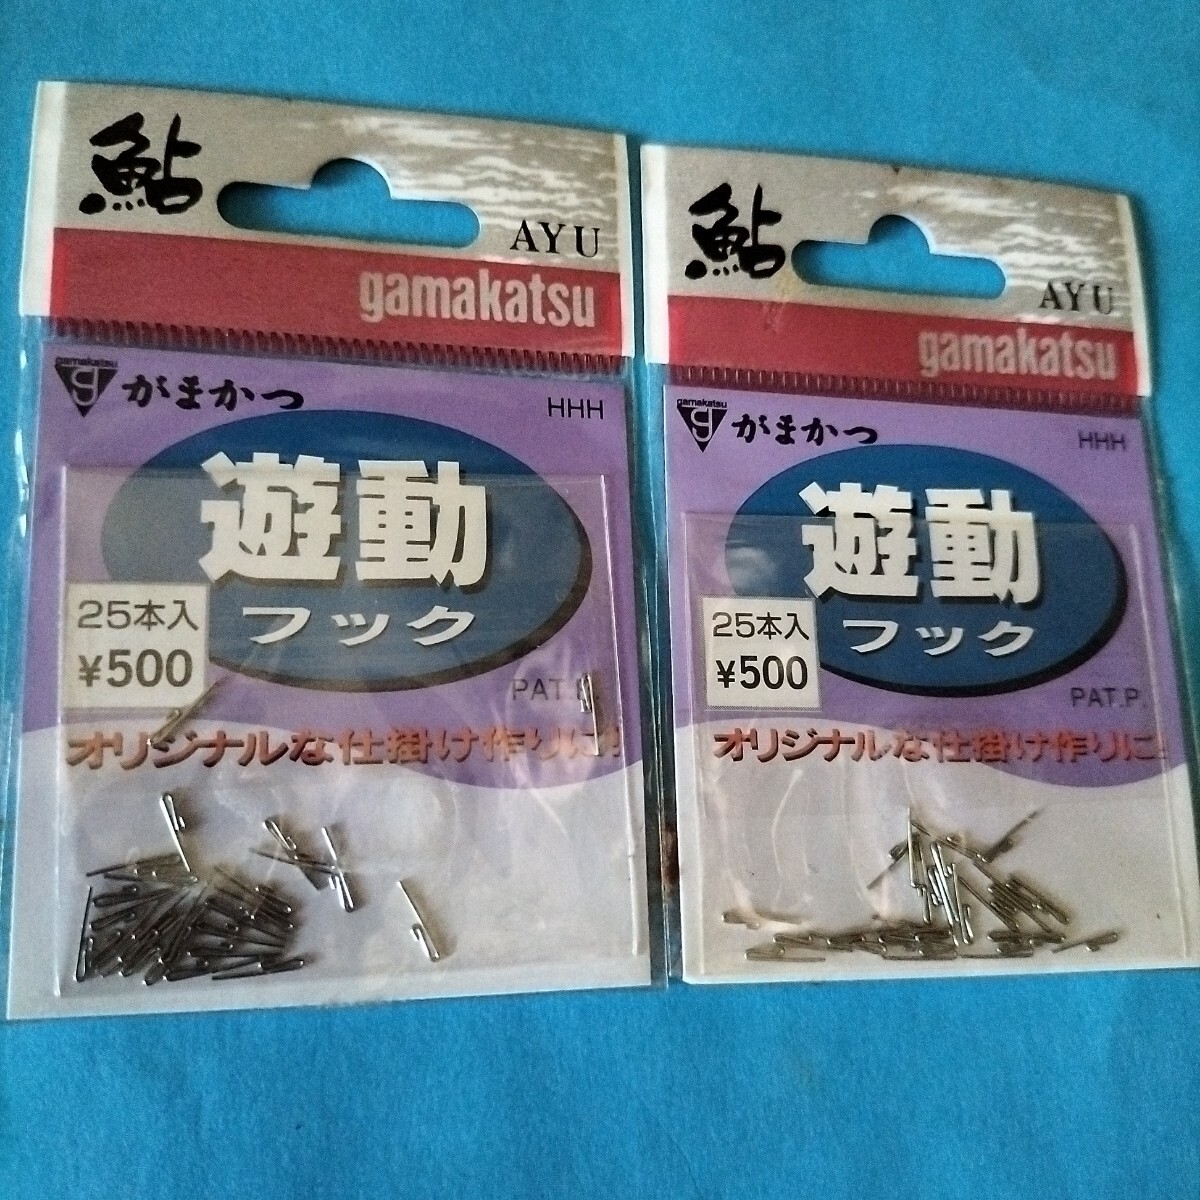 鮎
AYU
gamakatsu
gamakatsu
がまかつ
HHH
遊動
フック
25本入
¥500
PAT.
オリジナルな仕掛け作りに!
鮎
AYU
gamakatsu
gamakatsu
がまかつ
HHH
遊動
フック
25本入
¥500
PAT.P.
オリジナルな仕掛け作りに